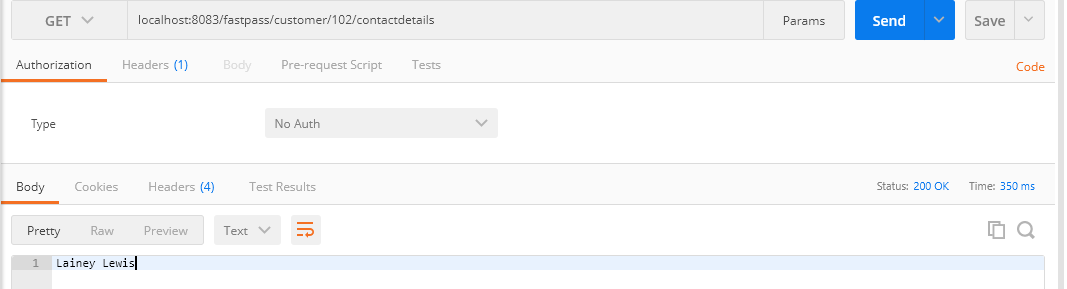 GET localhost:8083/fastpass/customer/102/contactdetails Params Send Save
Authorization Headers (1) Body Pre-request Script Tests Code
Type No Auth
Body Cookies Headers (4) Test Results Status: 200 OK Time: 350 ms
Pretty Raw Preview Text
1 Lainey Lewis